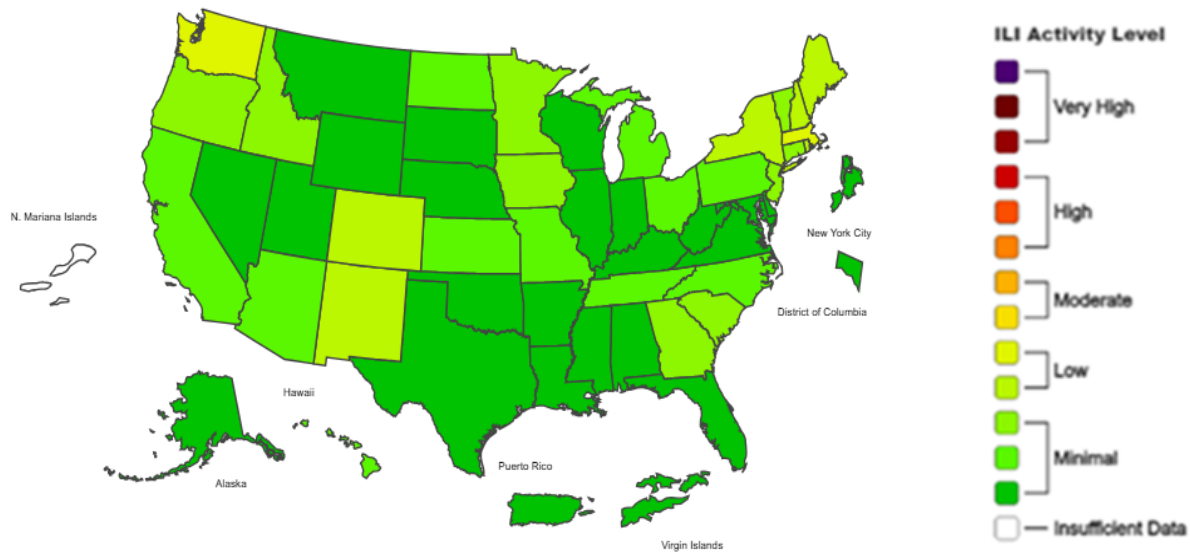 ILI Activity Level
Very High
High
Moderate
Low
Minimal
Insufficient Data
N. Mariana Islands
New York City
District of Columbia
Hawaii
Alaska
Puerto Rico
Virgin Islands